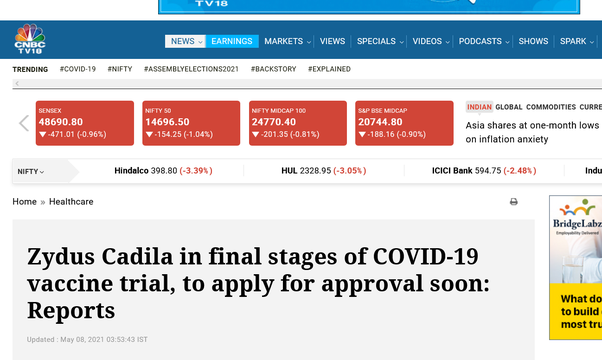 TV18
CNBC
TV18
NEWS EARNINGS MARKETS VIEWS SPECIALS VIDEOS PODCASTS SHOWS SPARK
TRENDING #COVID-19 #NIFTY #ASSEMBLYELECTIONS2021 #BACKSTORY #EXPLAINED
SENSEX
48690.80
▼ -471.01 (-0.96%)
NIFTY 50
14696.50
▼ -154.25 (-1.04%)
NIFTY MIDCAP 100
24770.40
▼ -201.35 (-0.81%)
S&P BSE MIDCAP
20744.80
▼ -188.16 (-0.90%)
INDIAN GLOBAL COMMODITIES CURRE
Asia shares at one-month lows
on inflation anxiety
NIFTY Hindalco 398.80 (-3.39%) HUL 2328.95 (-3.05%) ICICI Bank 594.75 (-2.48%) Indu
Home » Healthcare
Zydus Cadila in final stages of COVID-19
vaccine trial, to apply for approval soon:
Reports
Updated : May 08, 2021 03:53:43 IST
BridgeLabz
Employability Delivered
What do
to build
most tru